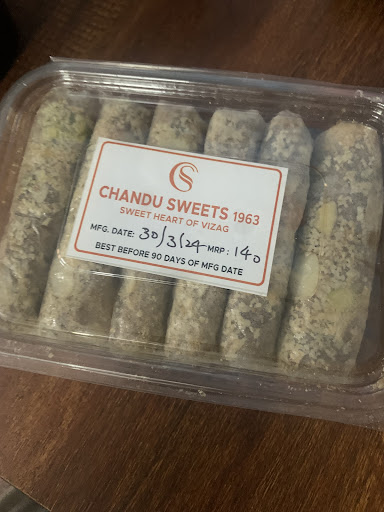 CHANDU SWEETS 1963
SWEET HEART OF VIZAG
MFG. DATE: 30/3/24 MRP: 140
BEST BEFORE 90 DAYS OF MFG DATE